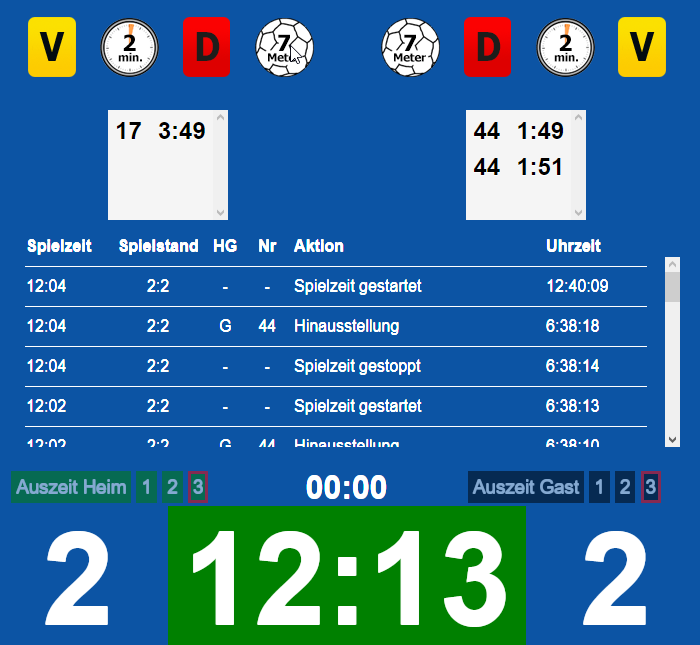 V 2 min. D 7 Meter 7 Meter D 2 min. V
17 3:49
44 1:49
44 1:51
Spielzeit Spielstand HG Nr Aktion Uhrzeit
12:04 2:2 - - Spielzeit gestartet 12:40:09
12:04 2:2 G 44 Hinausstellung 6:38:18
12:04 2:2 - - Spielzeit gestoppt 6:38:14
12:02 2:2 - - Spielzeit gestartet 6:38:13
12:02 2:2 G 44 Hinausstellung 6:38:10
Auszeit Heim 1 2 3 00:00 Auszeit Gast 1 2 3
2 12:13 2